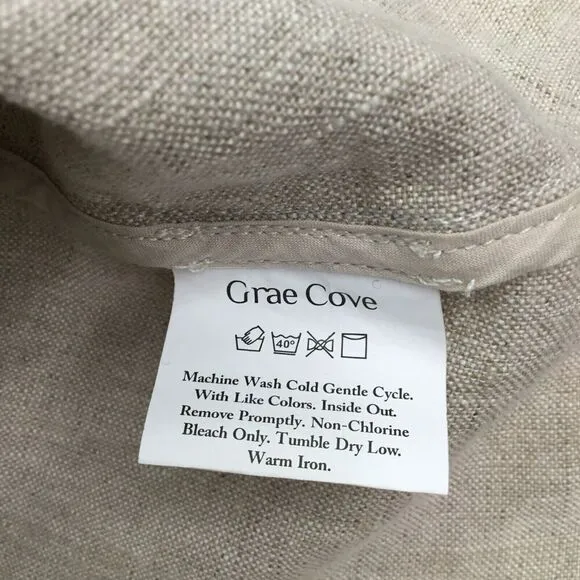 Grae Cove
40°
Machine Wash Cold Gentle Cycle.
With Like Colors. Inside Out.
Remove Promptly. Non-Chlorine
Bleach Only. Tumble Dry Low.
Warm Iron.